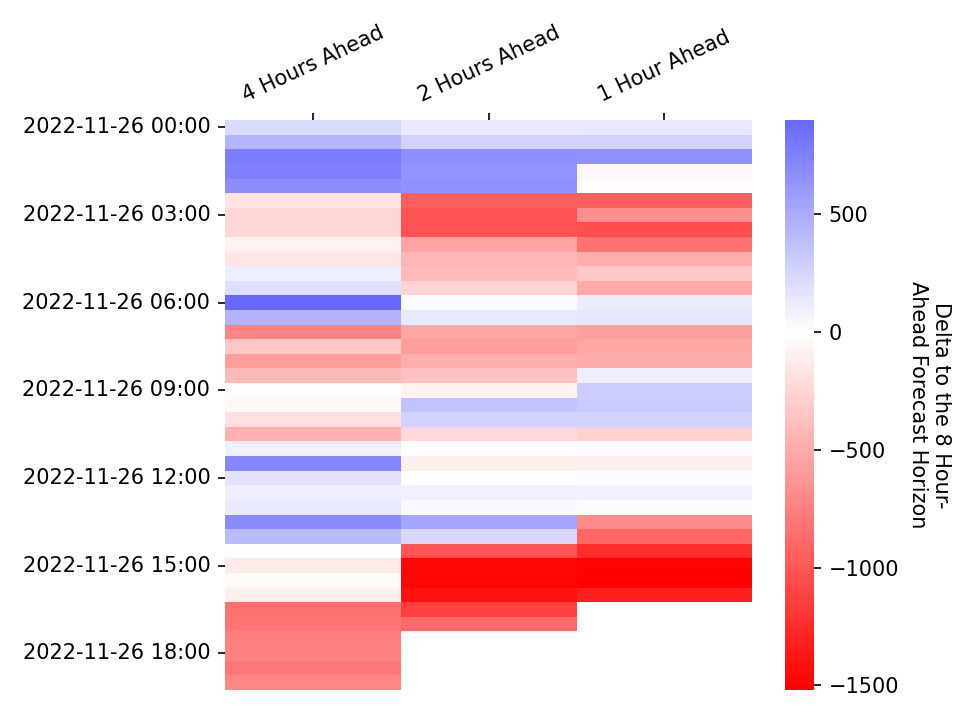 4 Hours Ahead
2 Hours Ahead
1 Hour Ahead
2022-11-26 00:00
2022-11-26 03:00
2022-11-26 06:00
2022-11-26 09:00
2022-11-26 12:00
2022-11-26 15:00
2022-11-26 18:00
500
0
−500
−1000
−1500
Delta to the 8 Hour-
Ahead Forecast Horizon